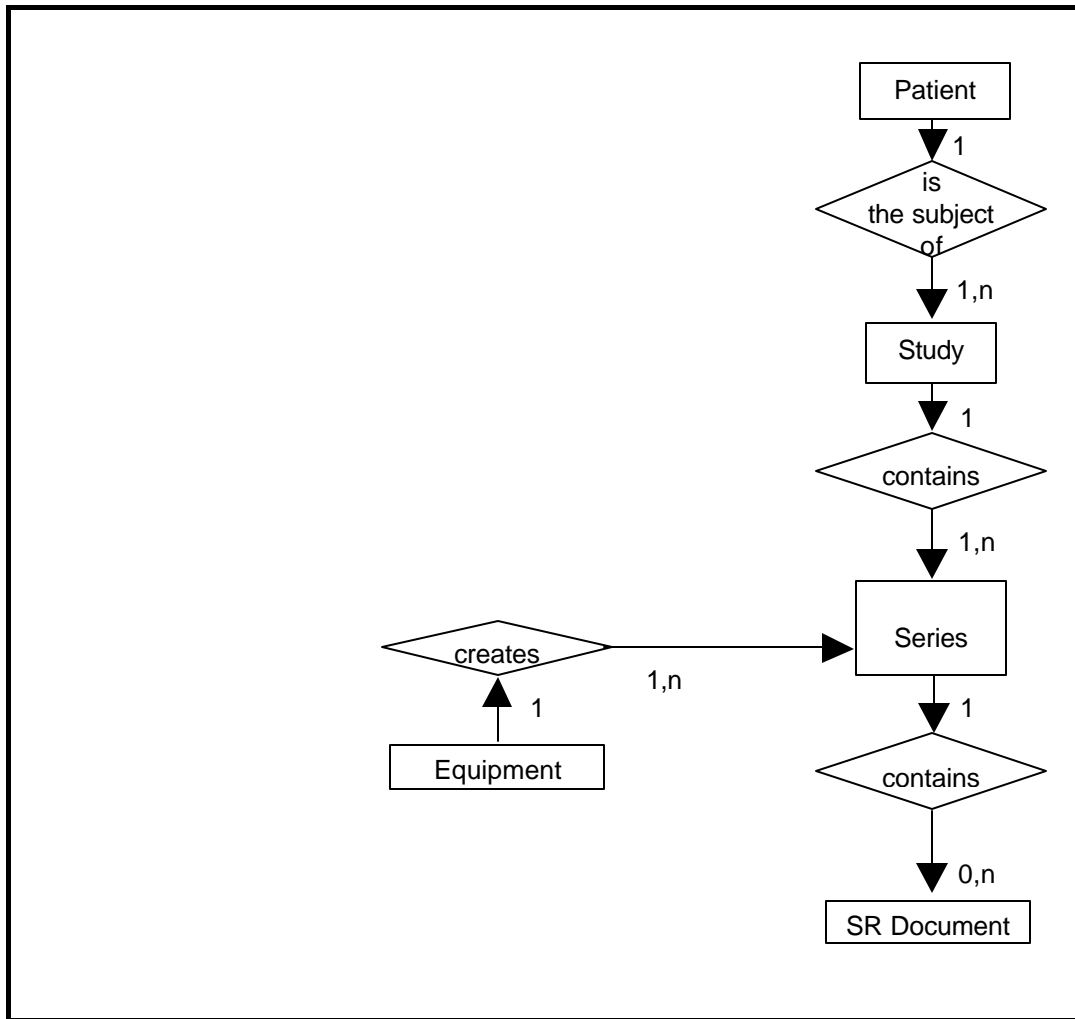 Patient
1
is
the subject
of
1,n
Study
1
contains
1,n
Series
creates
1,n
1
Equipment
1
contains
0,n
SR Document